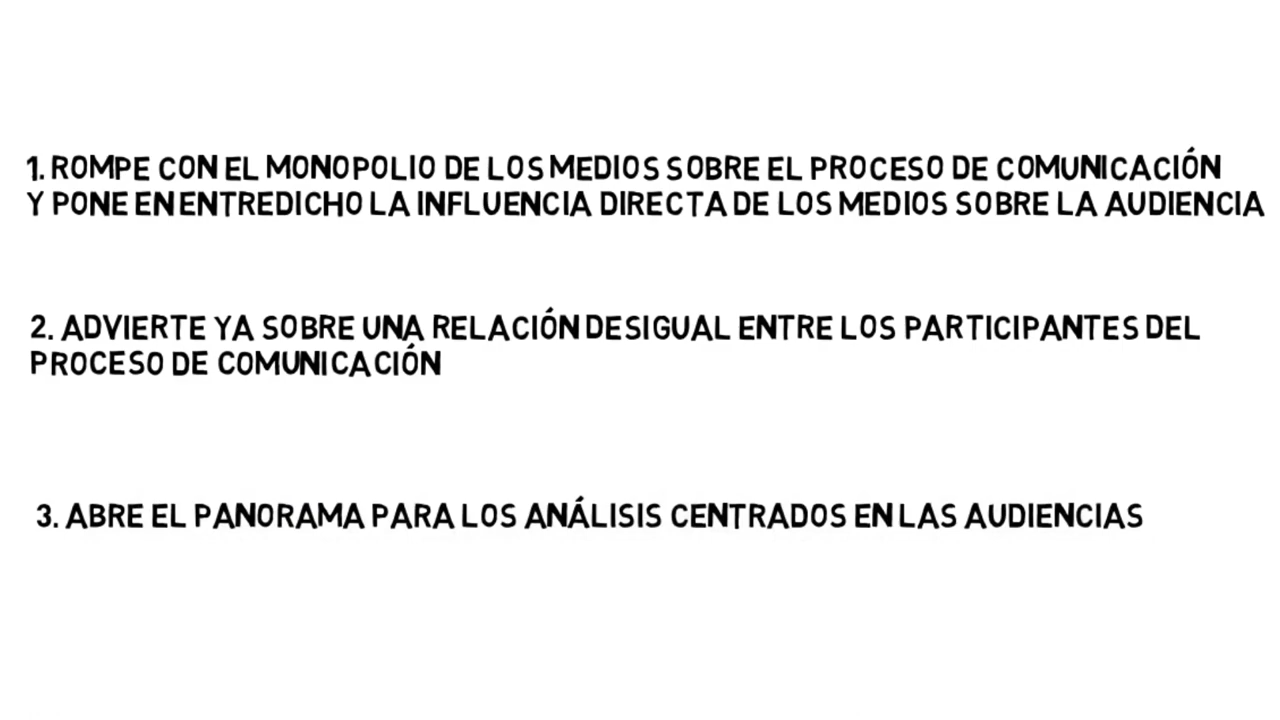 1. ROMPE CON EL MONOPOLIO DE LOS MEDIOS SOBRE EL PROCESO DE COMUNICACIÓN
Y PONE EN ENTREDICHO LA INFLUENCIA DIRECTA DE LOS MEDIOS SOBRE LA AUDIENCIA
2. ADVIERTE YA SOBRE UNA RELACIÓN DESIGUAL ENTRE LOS PARTICIPANTES DEL
PROCESO DE COMUNICACIÓN
3. ABRE EL PANORAMA PARA LOS ANÁLISIS CENTRADOS EN LAS AUDIENCIAS